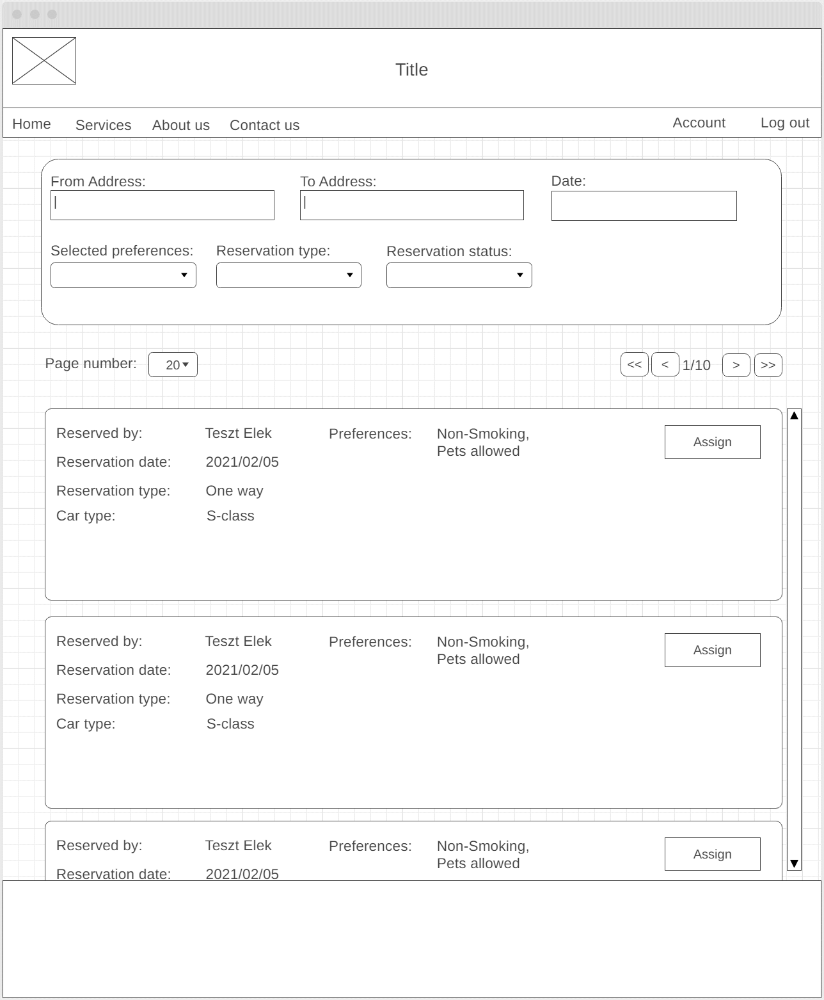 Title
Home Services About us Contact us Account Log out
From Address: To Address: Date:
Selected preferences: Reservation type: Reservation status:
Page number: 20 << < 1/10 > >>
Reserved by: Teszt Elek Preferences: Non-Smoking, Assign
Pets allowed
Reservation date: 2021/02/05
Reservation type: One way
Car type: S-class
Reserved by: Teszt Elek Preferences: Non-Smoking, Assign
Pets allowed
Reservation date: 2021/02/05
Reservation type: One way
Car type: S-class
Reserved by: Teszt Elek Preferences: Non-Smoking, Assign
Pets allowed
Reservation date: 2021/02/05